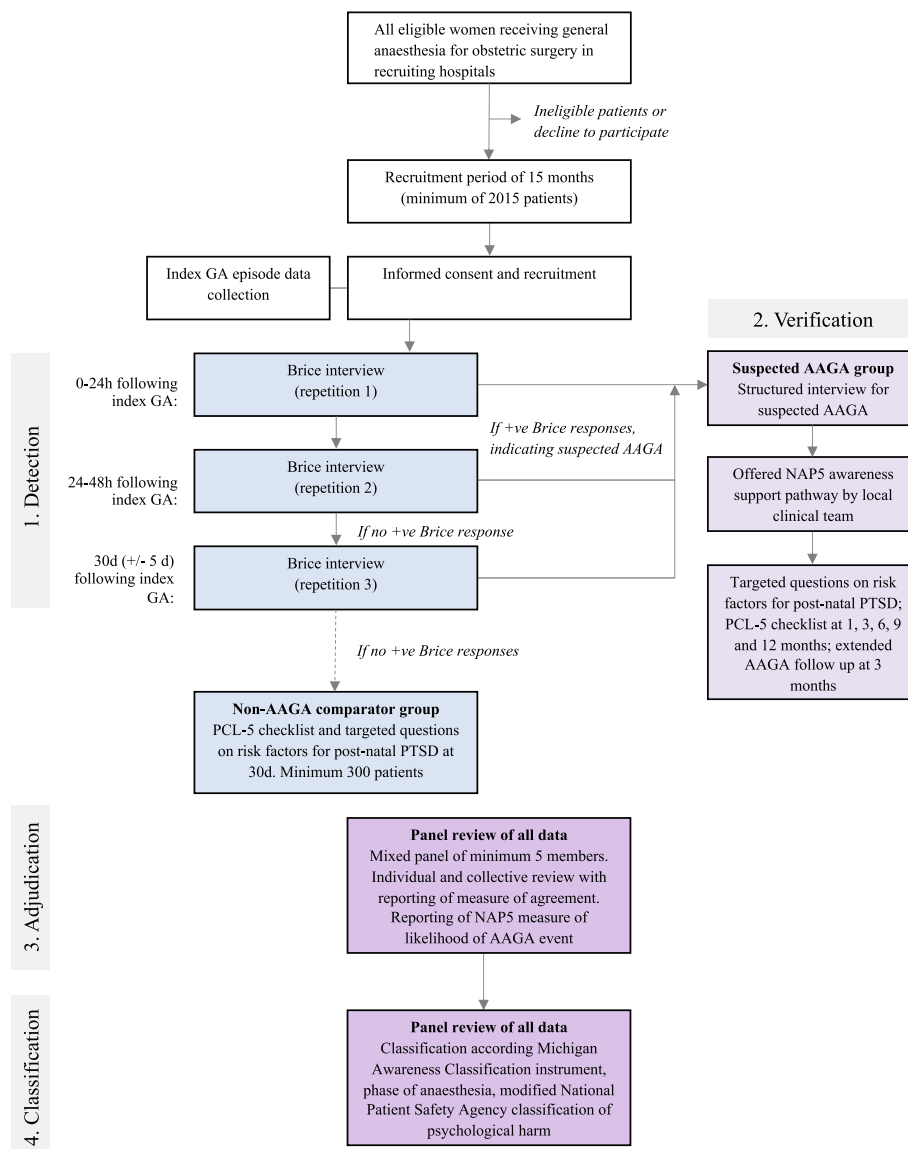 All eligible women receiving general
anaesthesia for obstetric surgery in
recruiting hospitals
Ineligible patients or
decline to participate
Recruitment period of 15 months
(minimum of 2015 patients)
Index GA episode data
collection
Informed consent and recruitment
2. Verification
1. Detection
0-24h following
index GA:
Brice interview
(repetition 1)
Suspected AAGA group
Structured interview for
suspected AAGA
If +ve Brice responses,
indicating suspected AAGA
24-48h following
index GA:
Brice interview
(repetition 2)
Offered NAP5 awareness
support pathway by local
clinical team
If no +ve Brice response
30d (+/- 5 d)
following index
GA:
Brice interview
(repetition 3)
Targeted questions on risk
factors for post-natal PTSD;
PCL-5 checklist at 1, 3, 6, 9
and 12 months; extended
AAGA follow up at 3
months
If no +ve Brice responses
Non-AAGA comparator group
PCL-5 checklist and targeted questions
on risk factors for post-natal PTSD at
30d. Minimum 300 patients
3. Adjudication
Panel review of all data
Mixed panel of minimum 5 members.
Individual and collective review with
reporting of measure of agreement.
Reporting of NAP5 measure of
likelihood of AAGA event
4. Classification
Panel review of all data
Classification according Michigan
Awareness Classification instrument,
phase of anaesthesia, modified National
Patient Safety Agency classification of
psychological harm